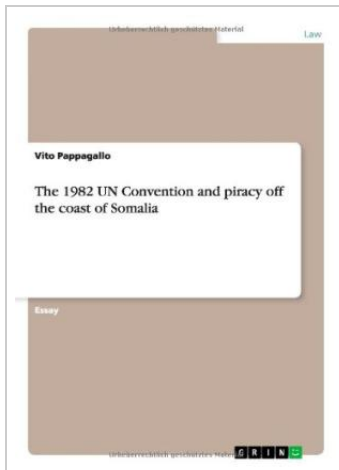 Urheberrechtlich geschütztes Material
Law
Vito Pappagallo
The 1982 UN Convention and piracy off
the coast of Somalia
Essay
Urheberrechtlich geschütztes Mater
GRIN